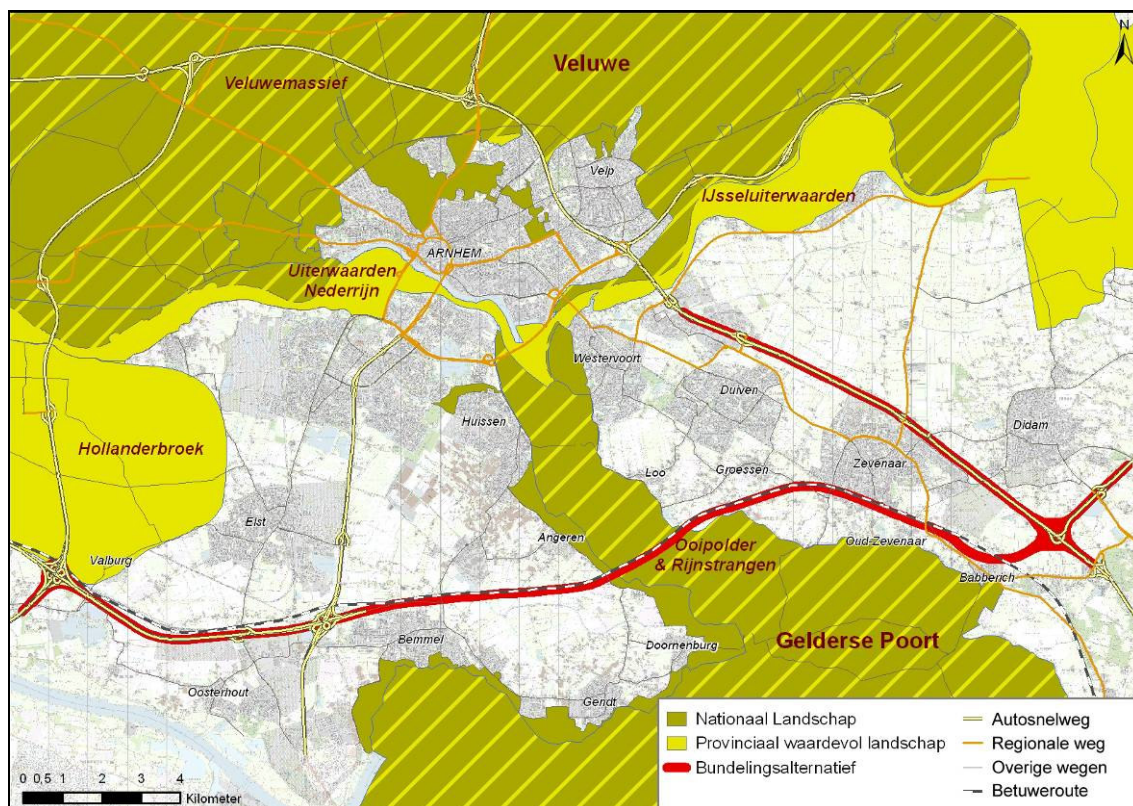 N
Veluwe
Veluwemassief
Velp
IJsseluiterwaarden
ARNHEM
Uiterwaarden
Nederrijn
Westervoort
Duiven
Huissen
Didam
Hollanderbroek
Loo
Groessen
Zevenaar
Elst
Angeren
Ooipolder
& Rijnstrangen
Oud-Zevenaar
Valburg
Babberich
Bemmel
Doornenburg
Gelderse Poort
Oosterhout
Gendt
Nationaal Landschap
Provinciaal waardevol landschap
Bundelingsalternatief
Autosnelweg
Regionale weg
Overige wegen
Betuweroute
0 0,5 1 2 3 4
Kilometer